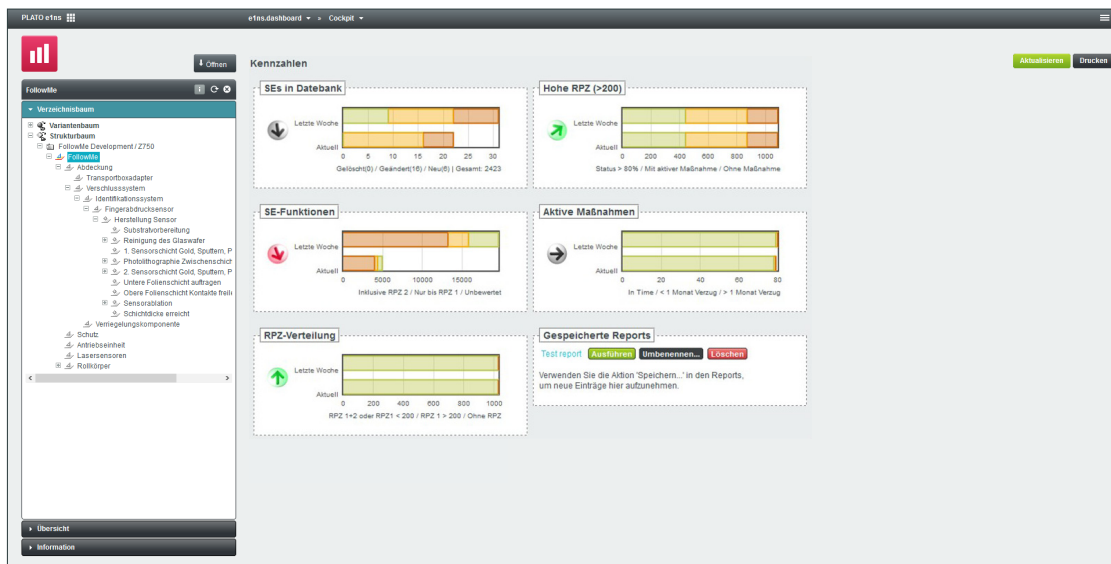 PLATO e1ns
e1ns.dashboard » Cockpit
Öffnen
Kennzahlen
Aktualisieren
Drucken
FollowMe
Verzeichnisbaum
Variantenbaum
Strukturbaum
FollowMe Development / Z750
FollowMe
Abdeckung
Transportboxadapter
Verschlusssystem
Identifikationssystem
Fingerabdrucksensor
Herstellung Sensor
Substratvorbereitung
Reinigung des Glaswafer
1. Sensorschicht Gold, Sputtern, P
Photolithographie Zwischenschicht
2. Sensorschicht Gold, Sputtern, P
Untere Folienschicht auftragen
Obere Folienschicht Kontakte freile
Sensorablation
Schichtdicke erreicht
Verriegelungskomponente
Schutz
Antriebseinheit
Lasersensoren
Rollkörper
Übersicht
Information
SEs in Datebank
Letzte Woche
Aktuell
0 5 10 15 20 25 30
Gelöscht(0) / Geändert(16) / Neu(6) | Gesamt: 2423
Hohe RPZ (>200)
Letzte Woche
Aktuell
0 200 400 600 800 1000
Status > 80% / Mit aktiver Maßnahme / Ohne Maßnahme
SE-Funktionen
Letzte Woche
Aktuell
0 5000 10000 15000
Inklusive RPZ 2 / Nur bis RPZ 1 / Unbewertet
Aktive Maßnahmen
Letzte Woche
Aktuell
0 20 40 60 80
In Time / < 1 Monat Verzug / > 1 Monat Verzug
RPZ-Verteilung
Letzte Woche
Aktuell
0 200 400 600 800 1000
RPZ 1+2 oder RPZ1 < 200 / RPZ 1 > 200 / Ohne RPZ
Gespeicherte Reports
Test report Ausführen Umbenennen... Löschen
Verwenden Sie die Aktion 'Speichern...' in den Reports,
um neue Einträge hier aufzunehmen.